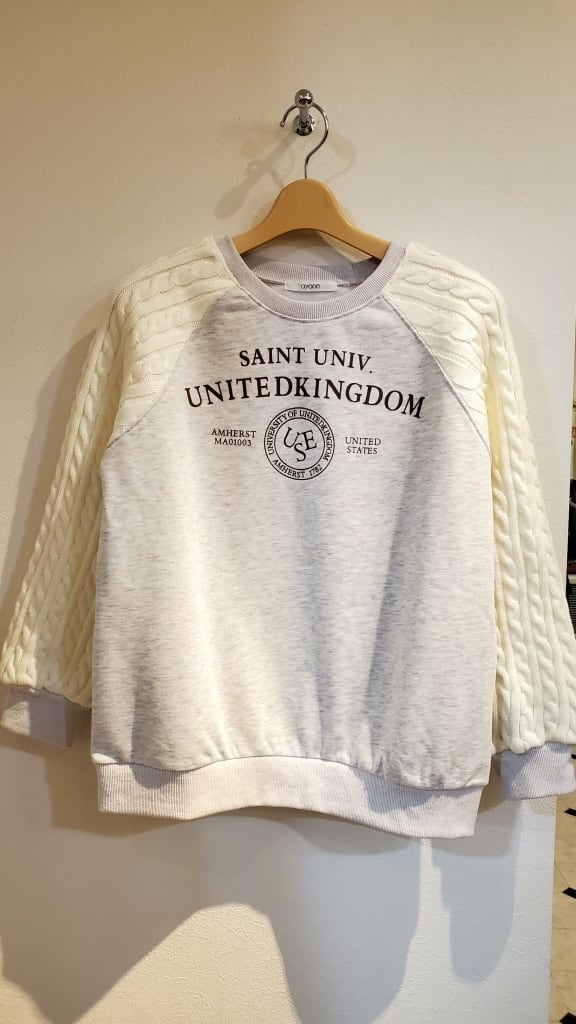 ayane
SAINT UNIV.
UNITEDKINGDOM
AMHERST
MA01003
UNIVERSITY OF UNITEDKINGDOM
USE
AMHERST 1782
UNITED
STATES